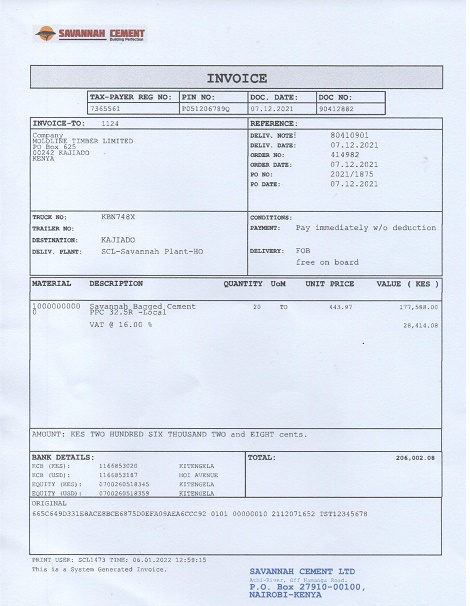 SAVANNAH CEMENT
Building Perfection
INVOICE
TAX-PAYER REG NO: PIN NO: DOC. DATE: DOC NO:
7365561 P051206789Q 07.12.2021 90412882
INVOICE-TO: 1124 REFERENCE:
Company
MOLOLINE TIMBER LIMITED
PO Box 625
00242 KAJIADO
KENYA
DELIV. NOTE: 80410901
DELIV. DATE: 07.12.2021
ORDER NO: 414982
ORDER DATE: 07.12.2021
PO NO: 2021/1875
PO DATE: 07.12.2021
TRUCK NO: KBN748X
TRAILER NO:
DESTINATION: KAJIADO
DELIV. PLANT: SCL-Savannah Plant-HO
CONDITIONS:
PAYMENT: Pay immediately w/o deduction
DELIVERY: FOB
free on board
MATERIAL DESCRIPTION QUANTITY UoM UNIT PRICE VALUE ( KES )
1000000000 Savannah Bagged Cement 20 TO 443.97 177,588.00
0 PPC 32.5R -Local
VAT @ 16.00 % 28,414.08
AMOUNT: KES TWO HUNDRED SIX THOUSAND TWO and EIGHT cents.
BANK DETAILS: TOTAL: 206,002.08
KCB (KES): 1166853020 KITENGELA
KCB (USD): 1166853187 MOI AVENUE
EQUITY (KES): 0700260518345 KITENGELA
EQUITY (USD): 0700260518359 KITENGELA
ORIGINAL
665C649D331E8ACE8BCE6875D0EFA09AEA6CCC92 0101 00000010 2112071652 TST12345678
PRINT USER: SCL1473 TIME: 06.01.2022 12:59:15
This is a System Generated Invoice.
SAVANNAH CEMENT LTD
Athi-River, Off Namanga Road.
P.O. Box 27910-00100,
NAIROBI-KENYA